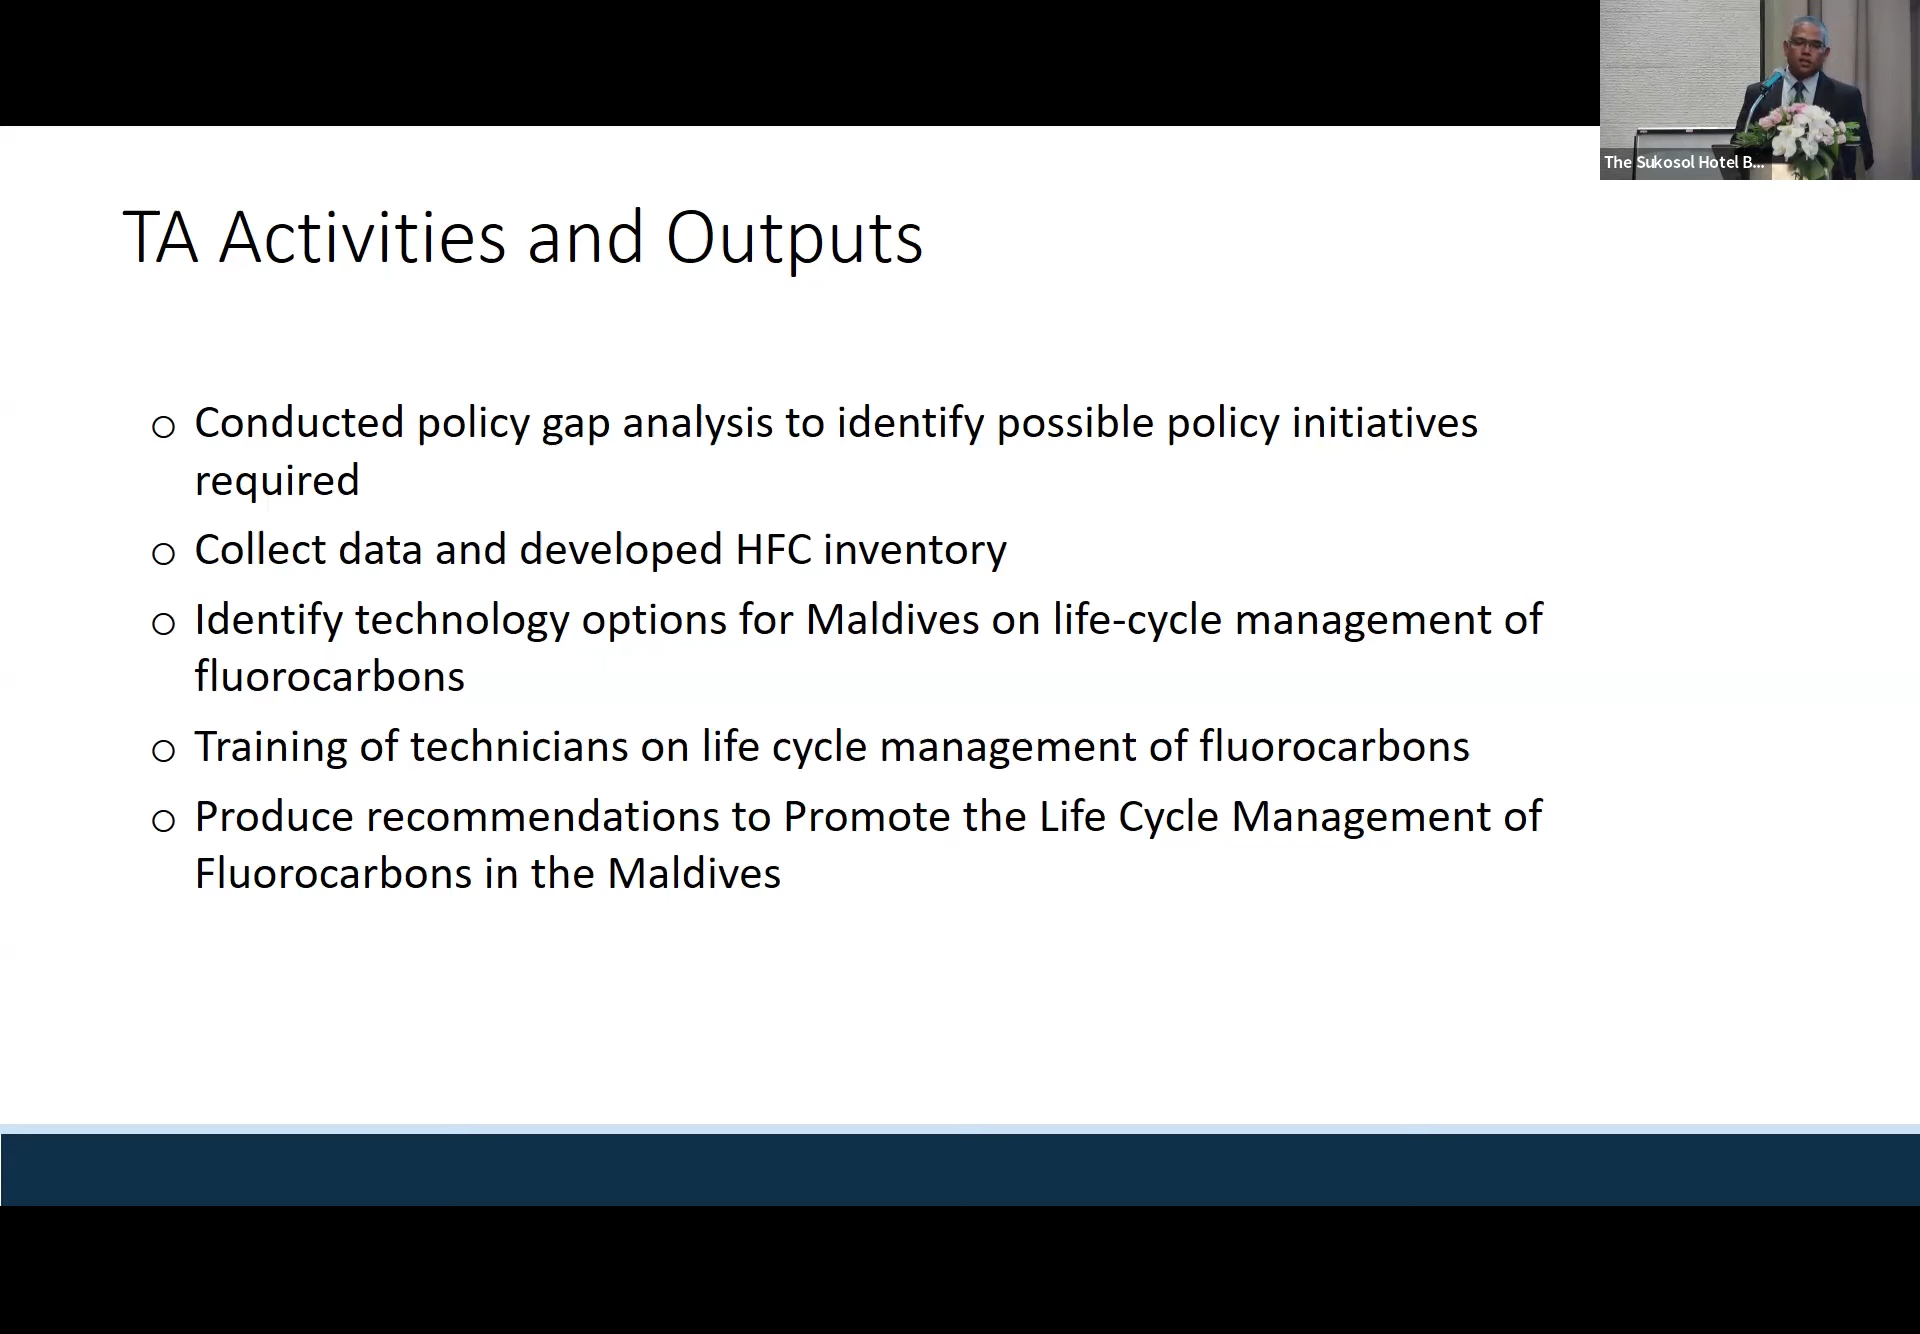 The Sukosol Hotel B...
TA Activities and Outputs
o Conducted policy gap analysis to identify possible policy initiatives
required
o Collect data and developed HFC inventory
o Identify technology options for Maldives on life-cycle management of
fluorocarbons
o Training of technicians on life cycle management of fluorocarbons
o Produce recommendations to Promote the Life Cycle Management of
Fluorocarbons in the Maldives